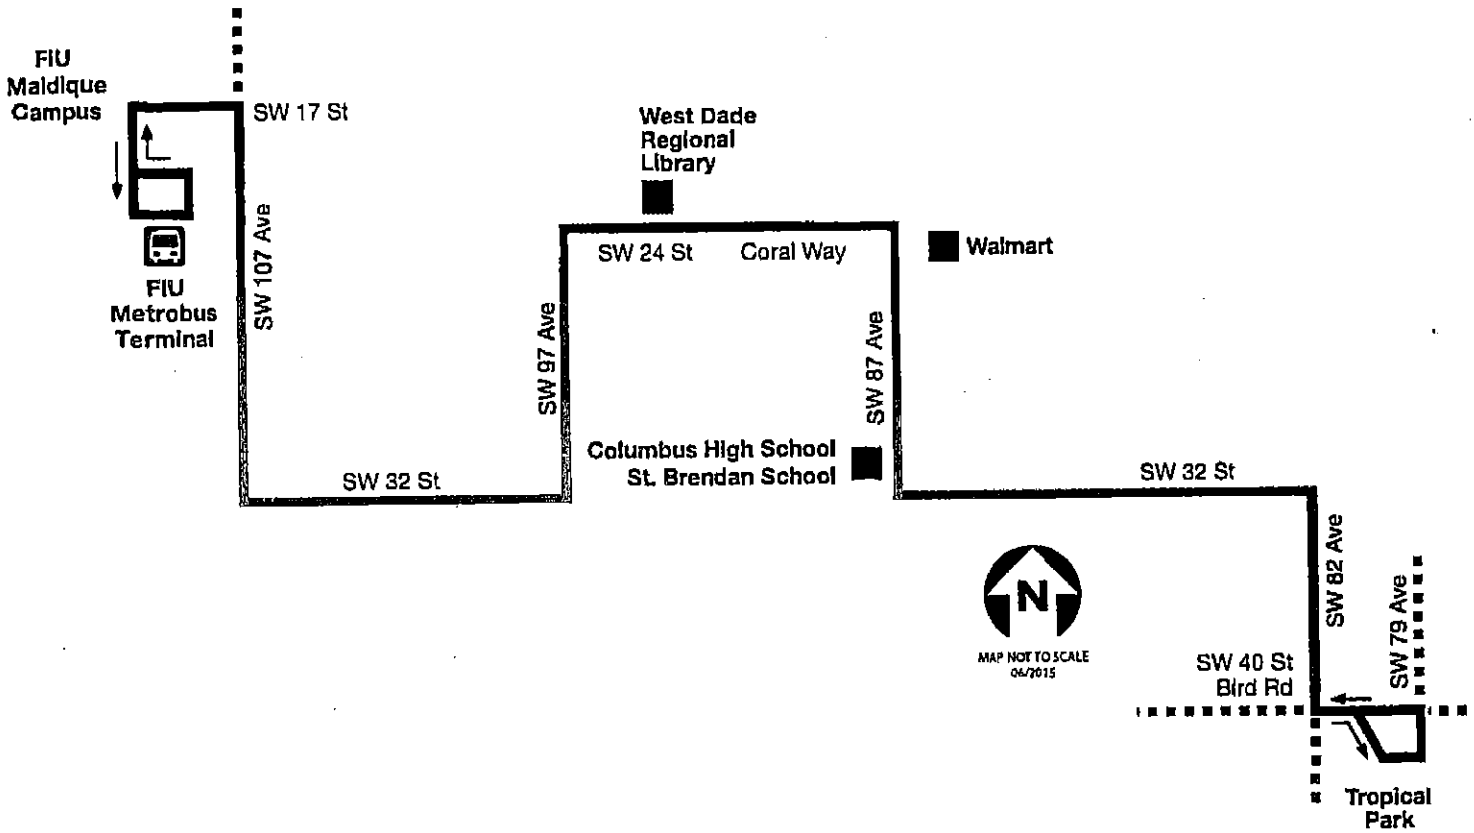 FIU
Maidique
Campus
SW 17 St
West Dade
Regional
Library
SW 107 Ave
SW 24 St
Coral Way
Walmart
FIU
Metrobus
Terminal
SW 97 Ave
SW 87 Ave
Columbus High School
St. Brendan School
SW 32 St
SW 32 St
SW 82 Ave
SW 79 Ave
N
MAP NOT TO SCALE
06/2015
SW 40 St
Bird Rd
Tropical
Park